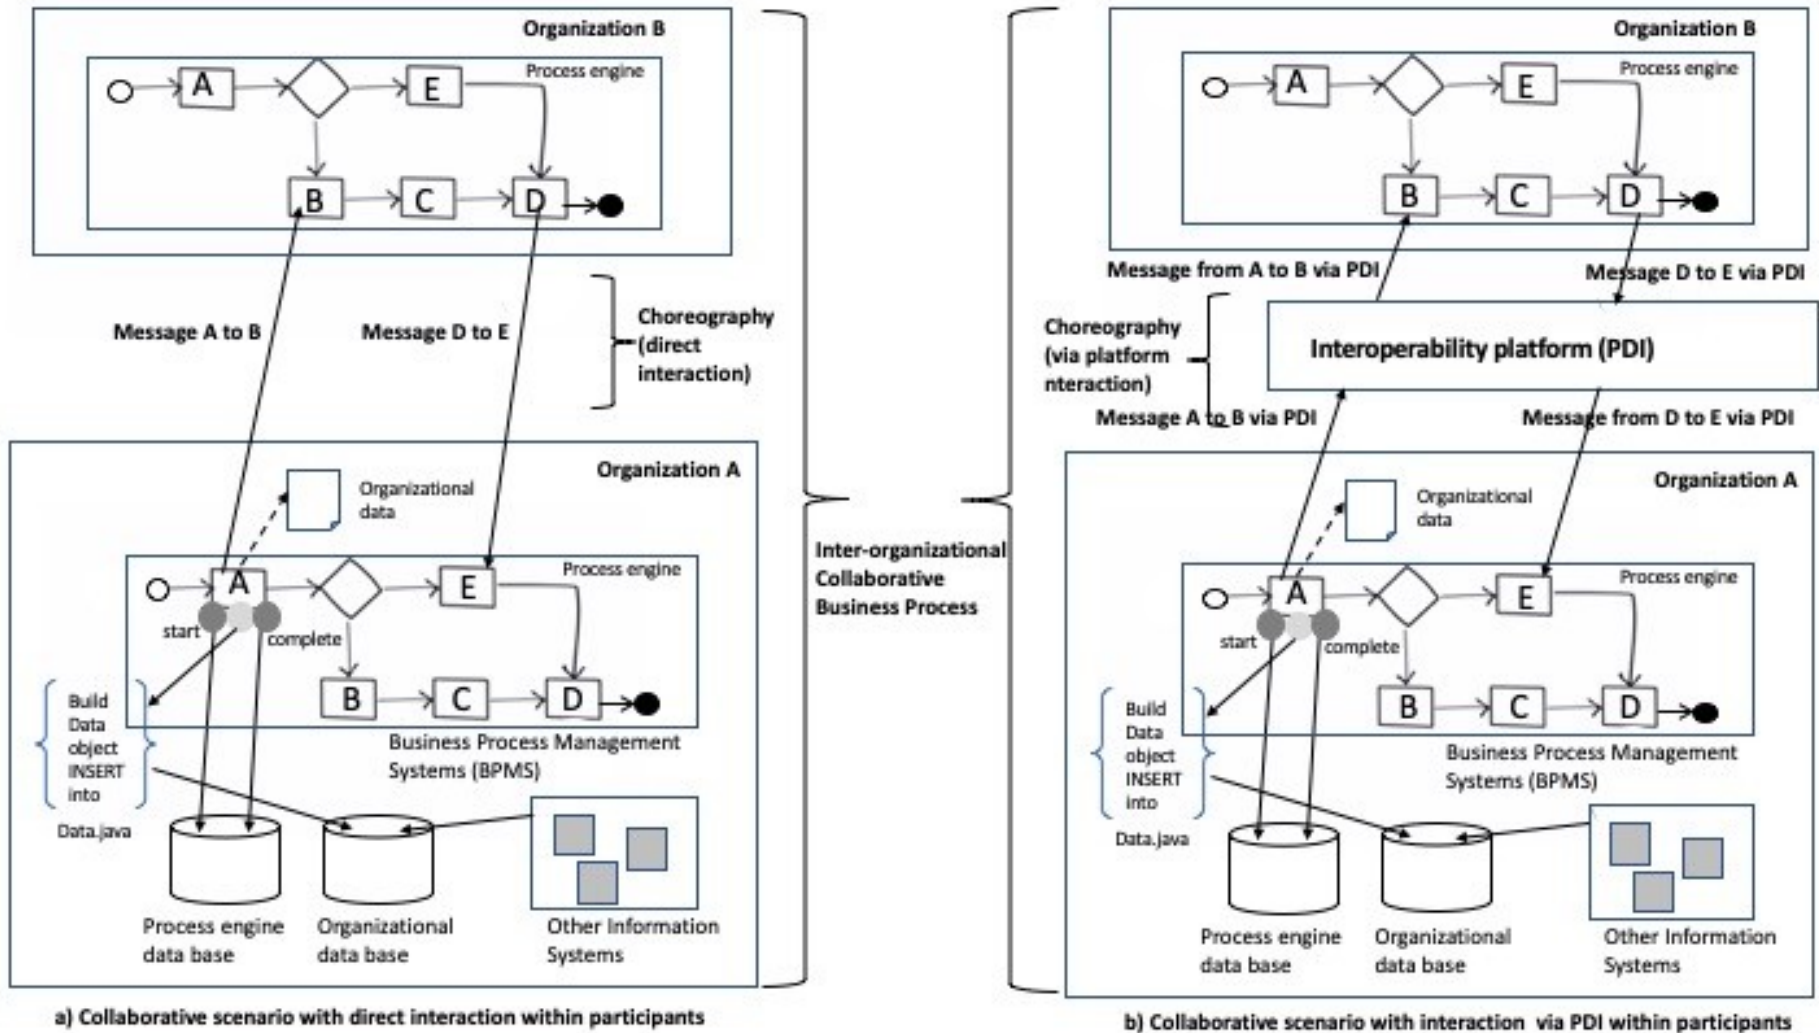 Organization B
Process engine
A
E
B
C
D
Message A to B
Message D to E
Choreography
(direct
interaction)
Organization A
Organizational
data
Process engine
A
E
start
complete
B
C
D
Build
Data
object
INSERT
into
Data.java
Business Process Management
Systems (BPMS)
Process engine
data base
Organizational
data base
Other Information
Systems
a) Collaborative scenario with direct interaction within participants
Inter-organizational
Collaborative
Business Process
Organization B
Process engine
A
E
B
C
D
Message from A to B via PDI
Message D to E via PDI
Choreography
(via platform
nteraction)
Interoperability platform (PDI)
Message A to B via PDI
Message from D to E via PDI
Organization A
Organizational
data
Process engine
A
E
start
complete
B
C
D
Build
Data
object
INSERT
into
Data.java
Business Process Management
Systems (BPMS)
Process engine
data base
Organizational
data base
Other Information
Systems
b) Collaborative scenario with interaction via PDI within participants